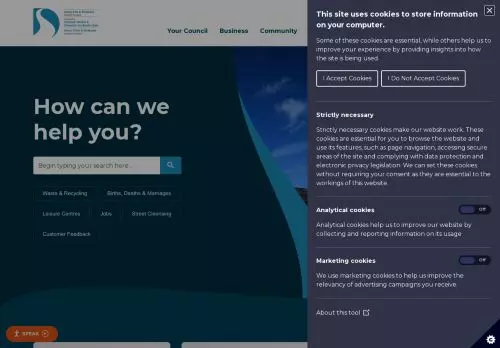 Your Council
Business
Community
How can we
help you?
Begin typing your search here...
Waste & Recycling
Births, Deaths & Marriages
Leisure Centres
Jobs
Street Cleansing
Customer Feedback
SPEAK
This site uses cookies to store information
on your computer.
Some of these cookies are essential, while others help us to
improve your experience by providing insights into how
the site is being used.
I Accept Cookies
I Do Not Accept Cookies
Strictly necessary
Strictly necessary cookies make our website work. These
cookies are essential for you to browse the website and
use its features, such as page navigation, accessing secure
areas of the site and complying with data protection and
electronic privacy legislation. We can set these cookies
without requiring your consent as they are essential to the
workings of this website.
Analytical cookies
Off
Analytical cookies help us to improve our website by
collecting and reporting information on its usage
Marketing cookies
Off
We use marketing cookies to help us improve the
relevancy of advertising campaigns you receive.
About this tool